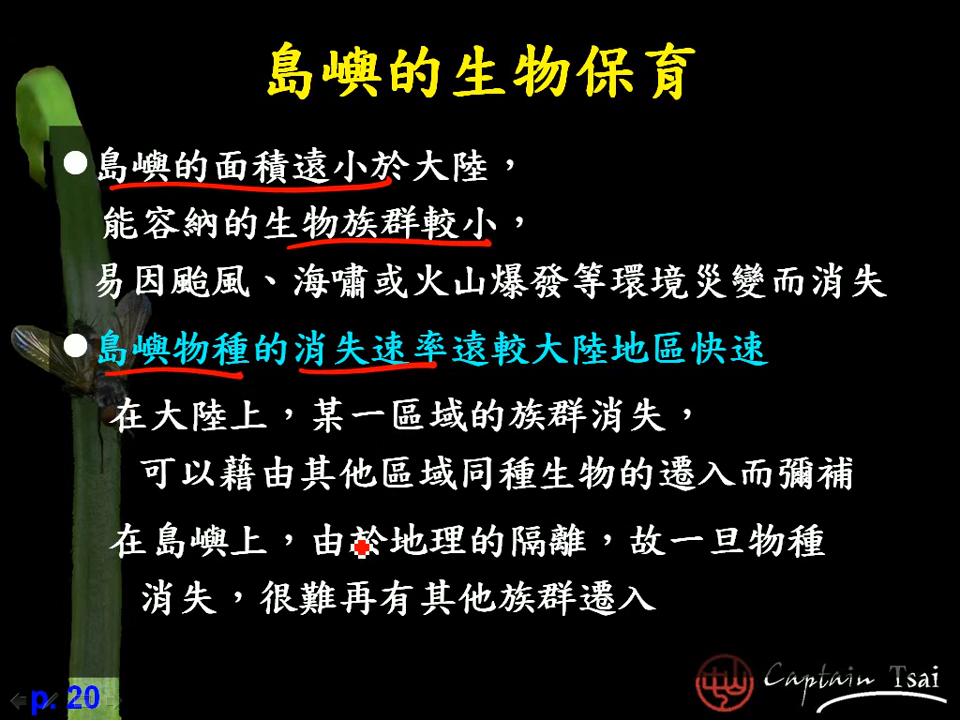 島嶼的生物保育
島嶼的面積遠小於大陸，
能容納的生物族群較小，
易因颱風、海嘯或火山爆發等環境災變而消失
島嶼物種的消失速率遠較大陸地區快速
在大陸上，某一區域的族群消失，
可以藉由其他區域同種生物的遷入而彌補
在島嶼上，由於地理的隔離，故一旦物種
消失，很難再有其他族群遷入
p. 20
Captain Tsai